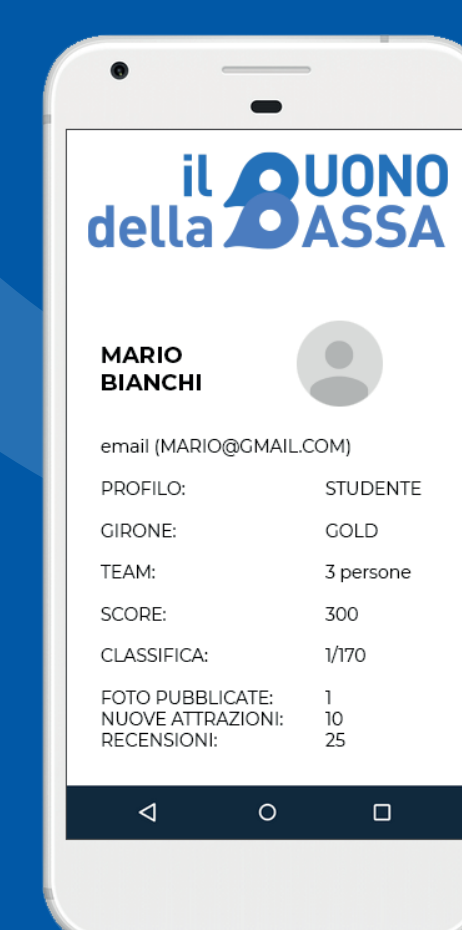 il BUONO
della BASSA
MARIO
BIANCHI
email (MARIO@GMAIL.COM)
PROFILO: STUDENTE
GIRONE: GOLD
TEAM: 3 persone
SCORE: 300
CLASSIFICA: 1/170
FOTO PUBBLICATE: 1
NUOVE ATTRAZIONI: 10
RECENSIONI: 25